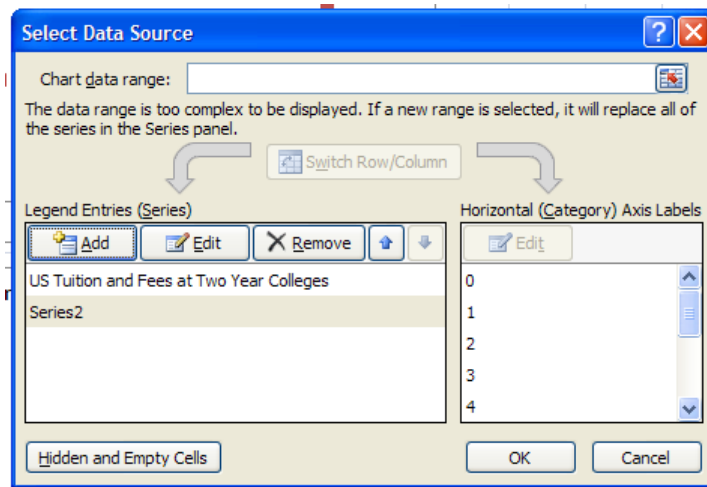 Select Data Source
Chart data range:
The data range is too complex to be displayed. If a new range is selected, it will replace all of
the series in the Series panel.
Switch Row/Column
Legend Entries (Series)
Horizontal (Category) Axis Labels
Add
Edit
Remove
Edit
US Tuition and Fees at Two Year Colleges
Series2
0
1
2
3
4
Hidden and Empty Cells
OK
Cancel